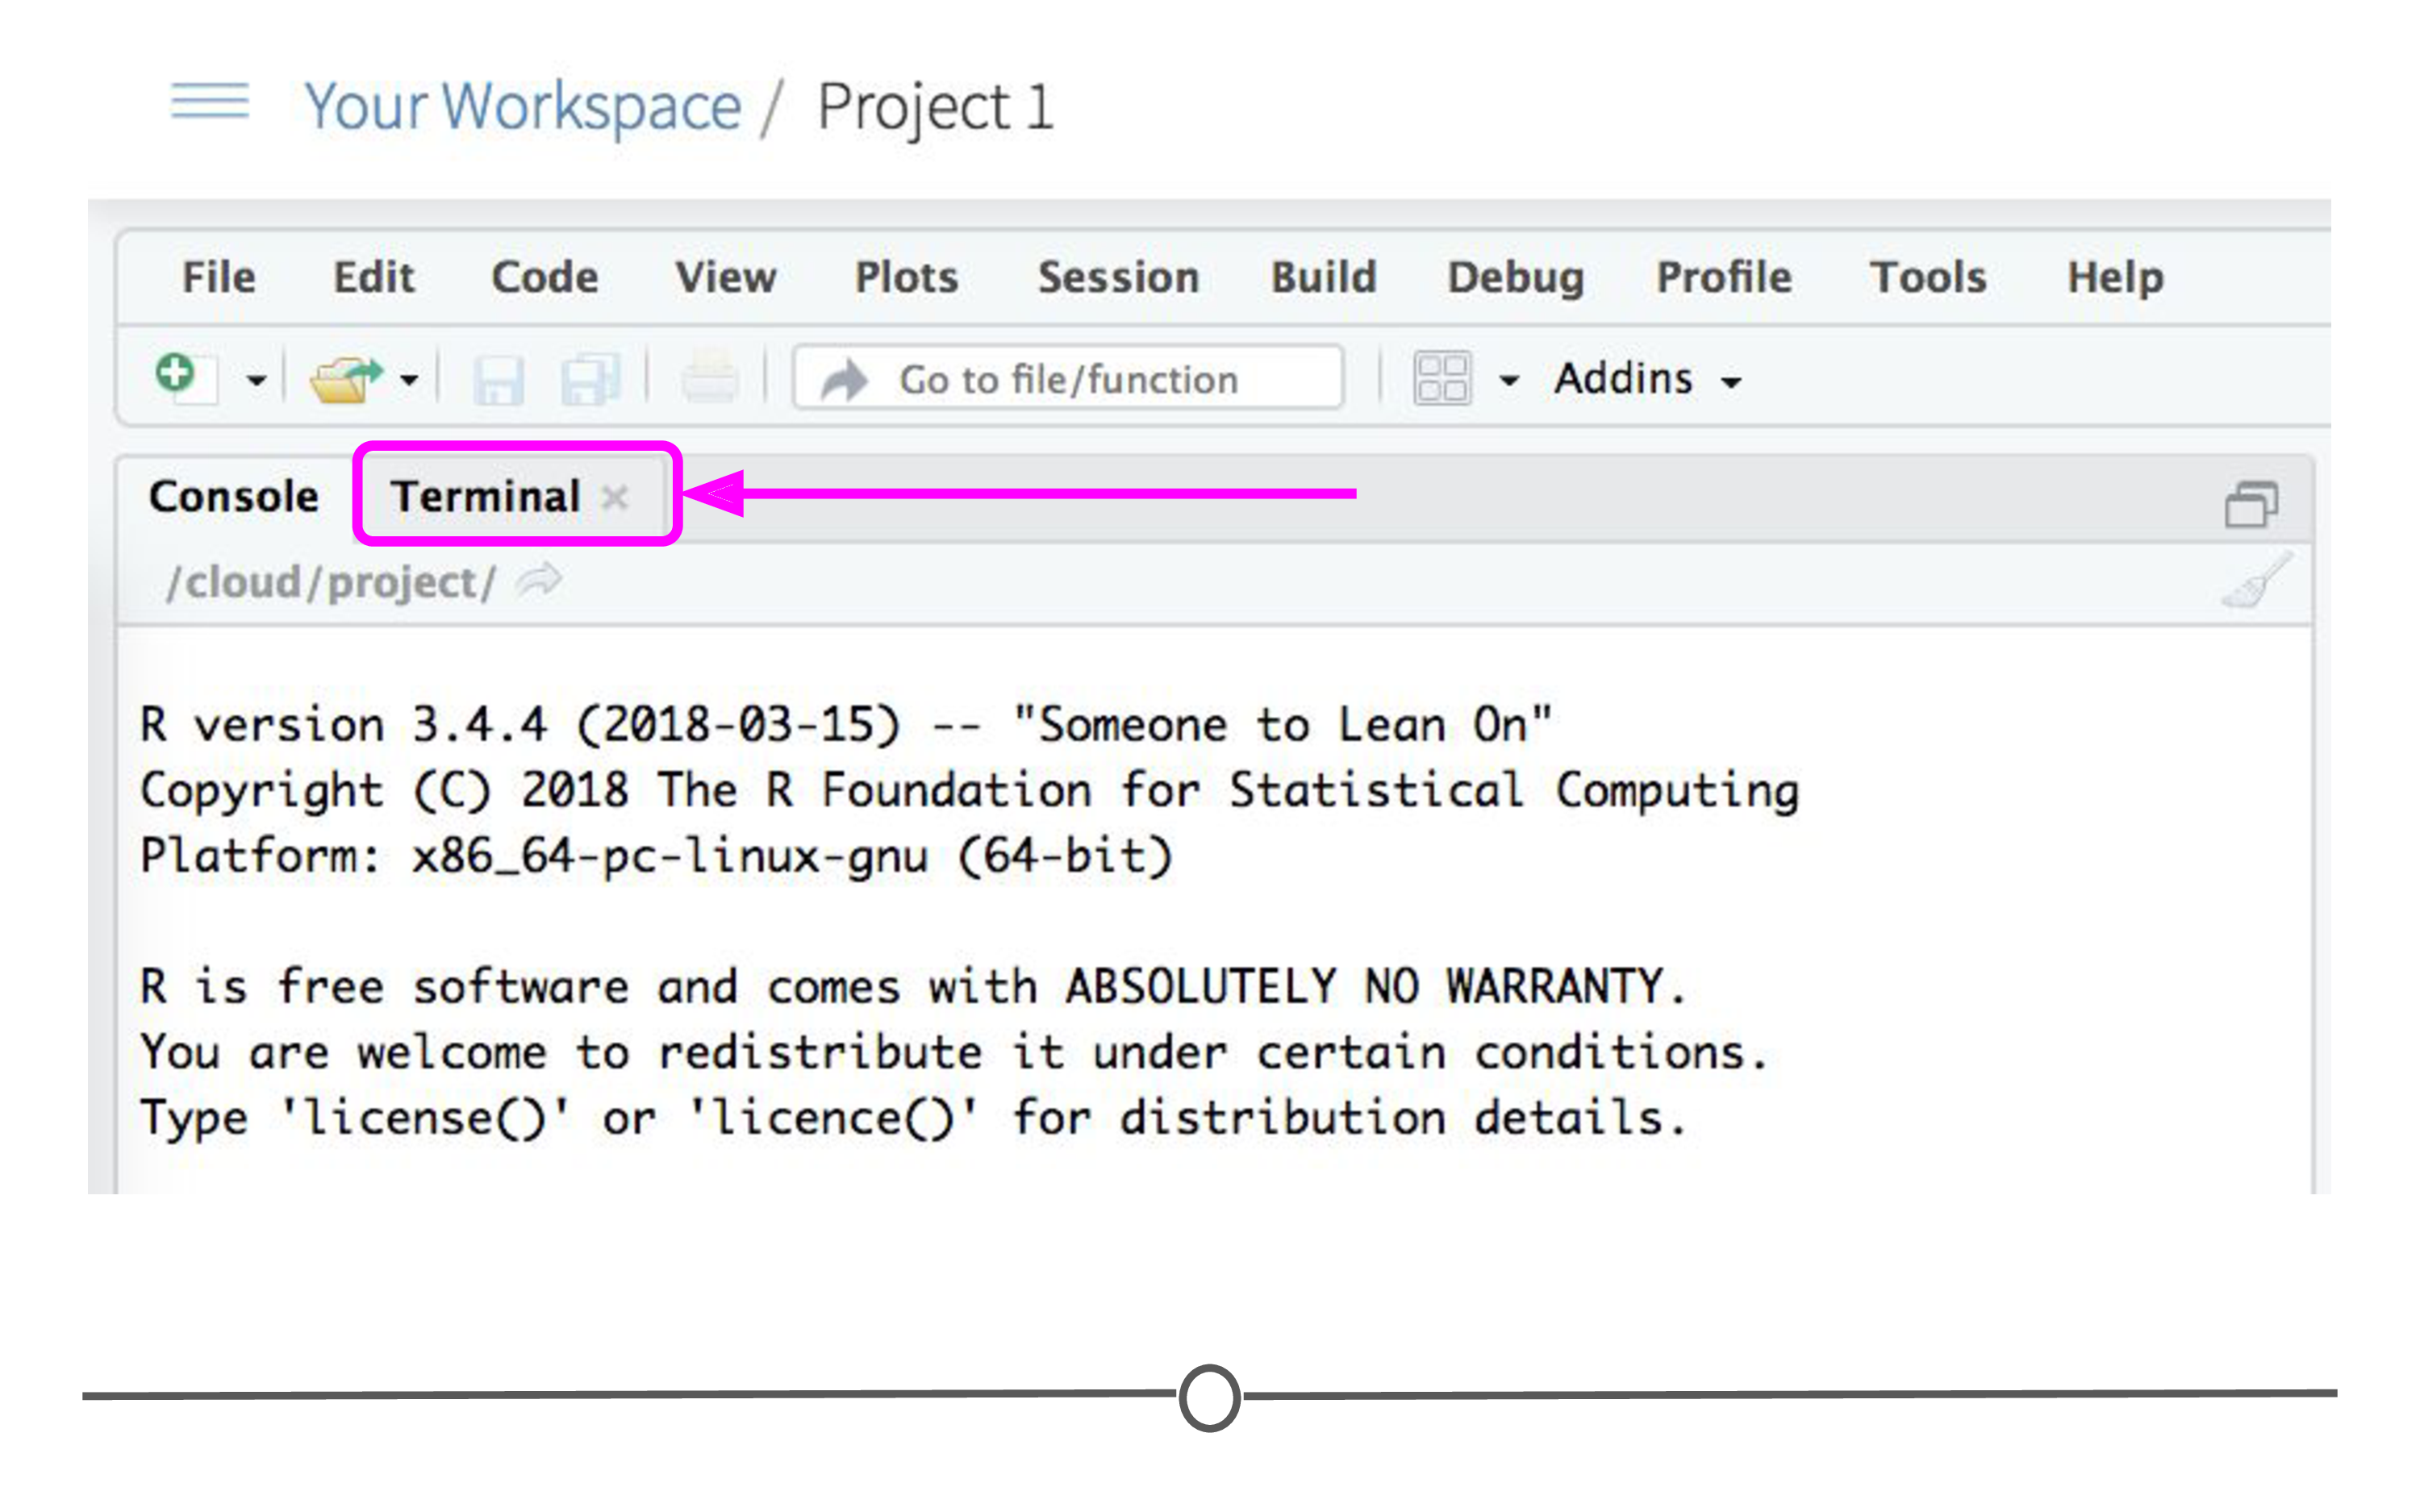 Your Workspace / Project 1
File Edit Code View Plots Session Build Debug Profile Tools Help
Go to file/function Addins
Console Terminal
/cloud/project/
R version 3.4.4 (2018-03-15) -- "Someone to Lean On"
Copyright (C) 2018 The R Foundation for Statistical Computing
Platform: x86_64-pc-linux-gnu (64-bit)
R is free software and comes with ABSOLUTELY NO WARRANTY.
You are welcome to redistribute it under certain conditions.
Type 'license()' or 'licence()' for distribution details.